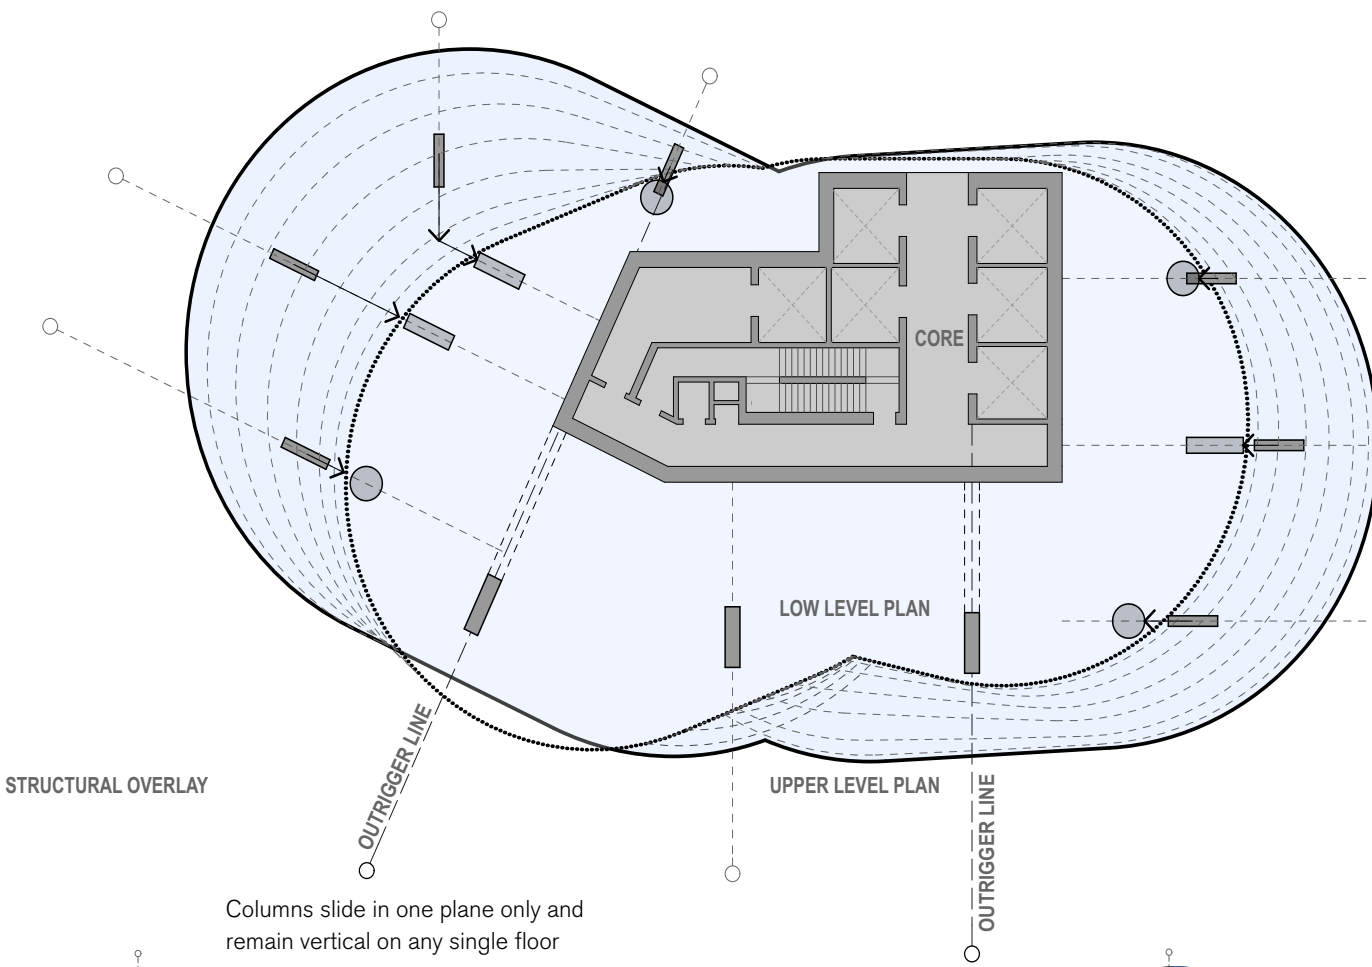 CORE
LOW LEVEL PLAN
STRUCTURAL OVERLAY
OUTRIGGER LINE
UPPER LEVEL PLAN
OUTRIGGER LINE
Columns slide in one plane only and
remain vertical on any single floor